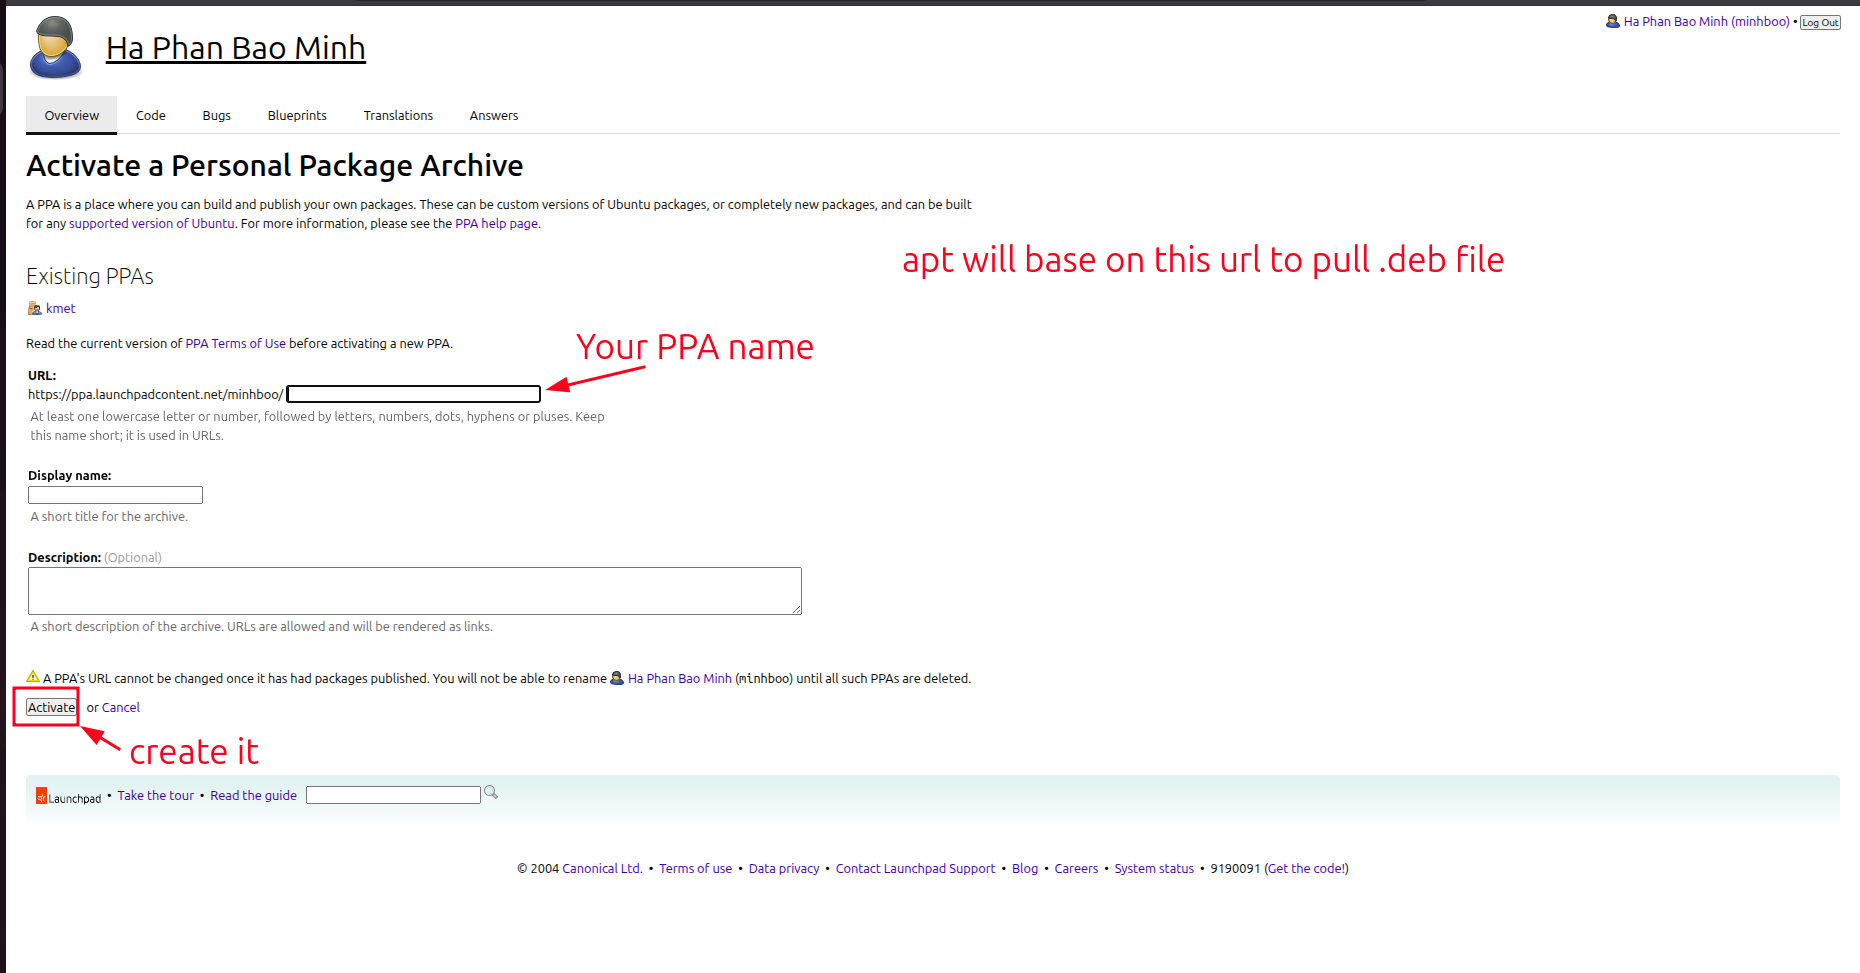 Ha Phan Bao Minh (minhboo) • Log Out
Ha Phan Bao Minh
Overview Code Bugs Blueprints Translations Answers
Activate a Personal Package Archive
A PPA is a place where you can build and publish your own packages. These can be custom versions of Ubuntu packages, or completely new packages, and can be built
for any supported version of Ubuntu. For more information, please see the PPA help page.
apt will base on this url to pull .deb file
Existing PPAs
kmet
Read the current version of PPA Terms of Use before activating a new PPA.
Your PPA name
URL:
https://ppa.launchpadcontent.net/minhboo/
At least one lowercase letter or number, followed by letters, numbers, dots, hyphens or pluses. Keep
this name short; it is used in URLs.
Display name:
A short title for the archive.
Description: (Optional)
A short description of the archive. URLs are allowed and will be rendered as links.
A PPA's URL cannot be changed once it has had packages published. You will not be able to rename Ha Phan Bao Minh (minhboo) until all such PPAs are deleted.
Activate or Cancel
create it
Launchpad • Take the tour • Read the guide
© 2004 Canonical Ltd. • Terms of use • Data privacy • Contact Launchpad Support • Blog • Careers • System status • 9190091 (Get the code!)